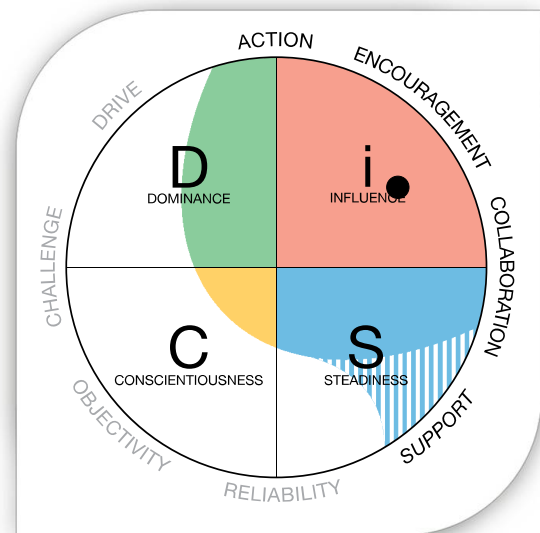 ACTION
ENCOURAGEMENT
COLLABORATION
SUPPORT
RELIABILITY
OBJECTIVITY
CHALLENGE
DRIVE
D
DOMINANCE
i
INFLUENCE
C
CONSCIENTIOUSNESS
S
STEADINESS